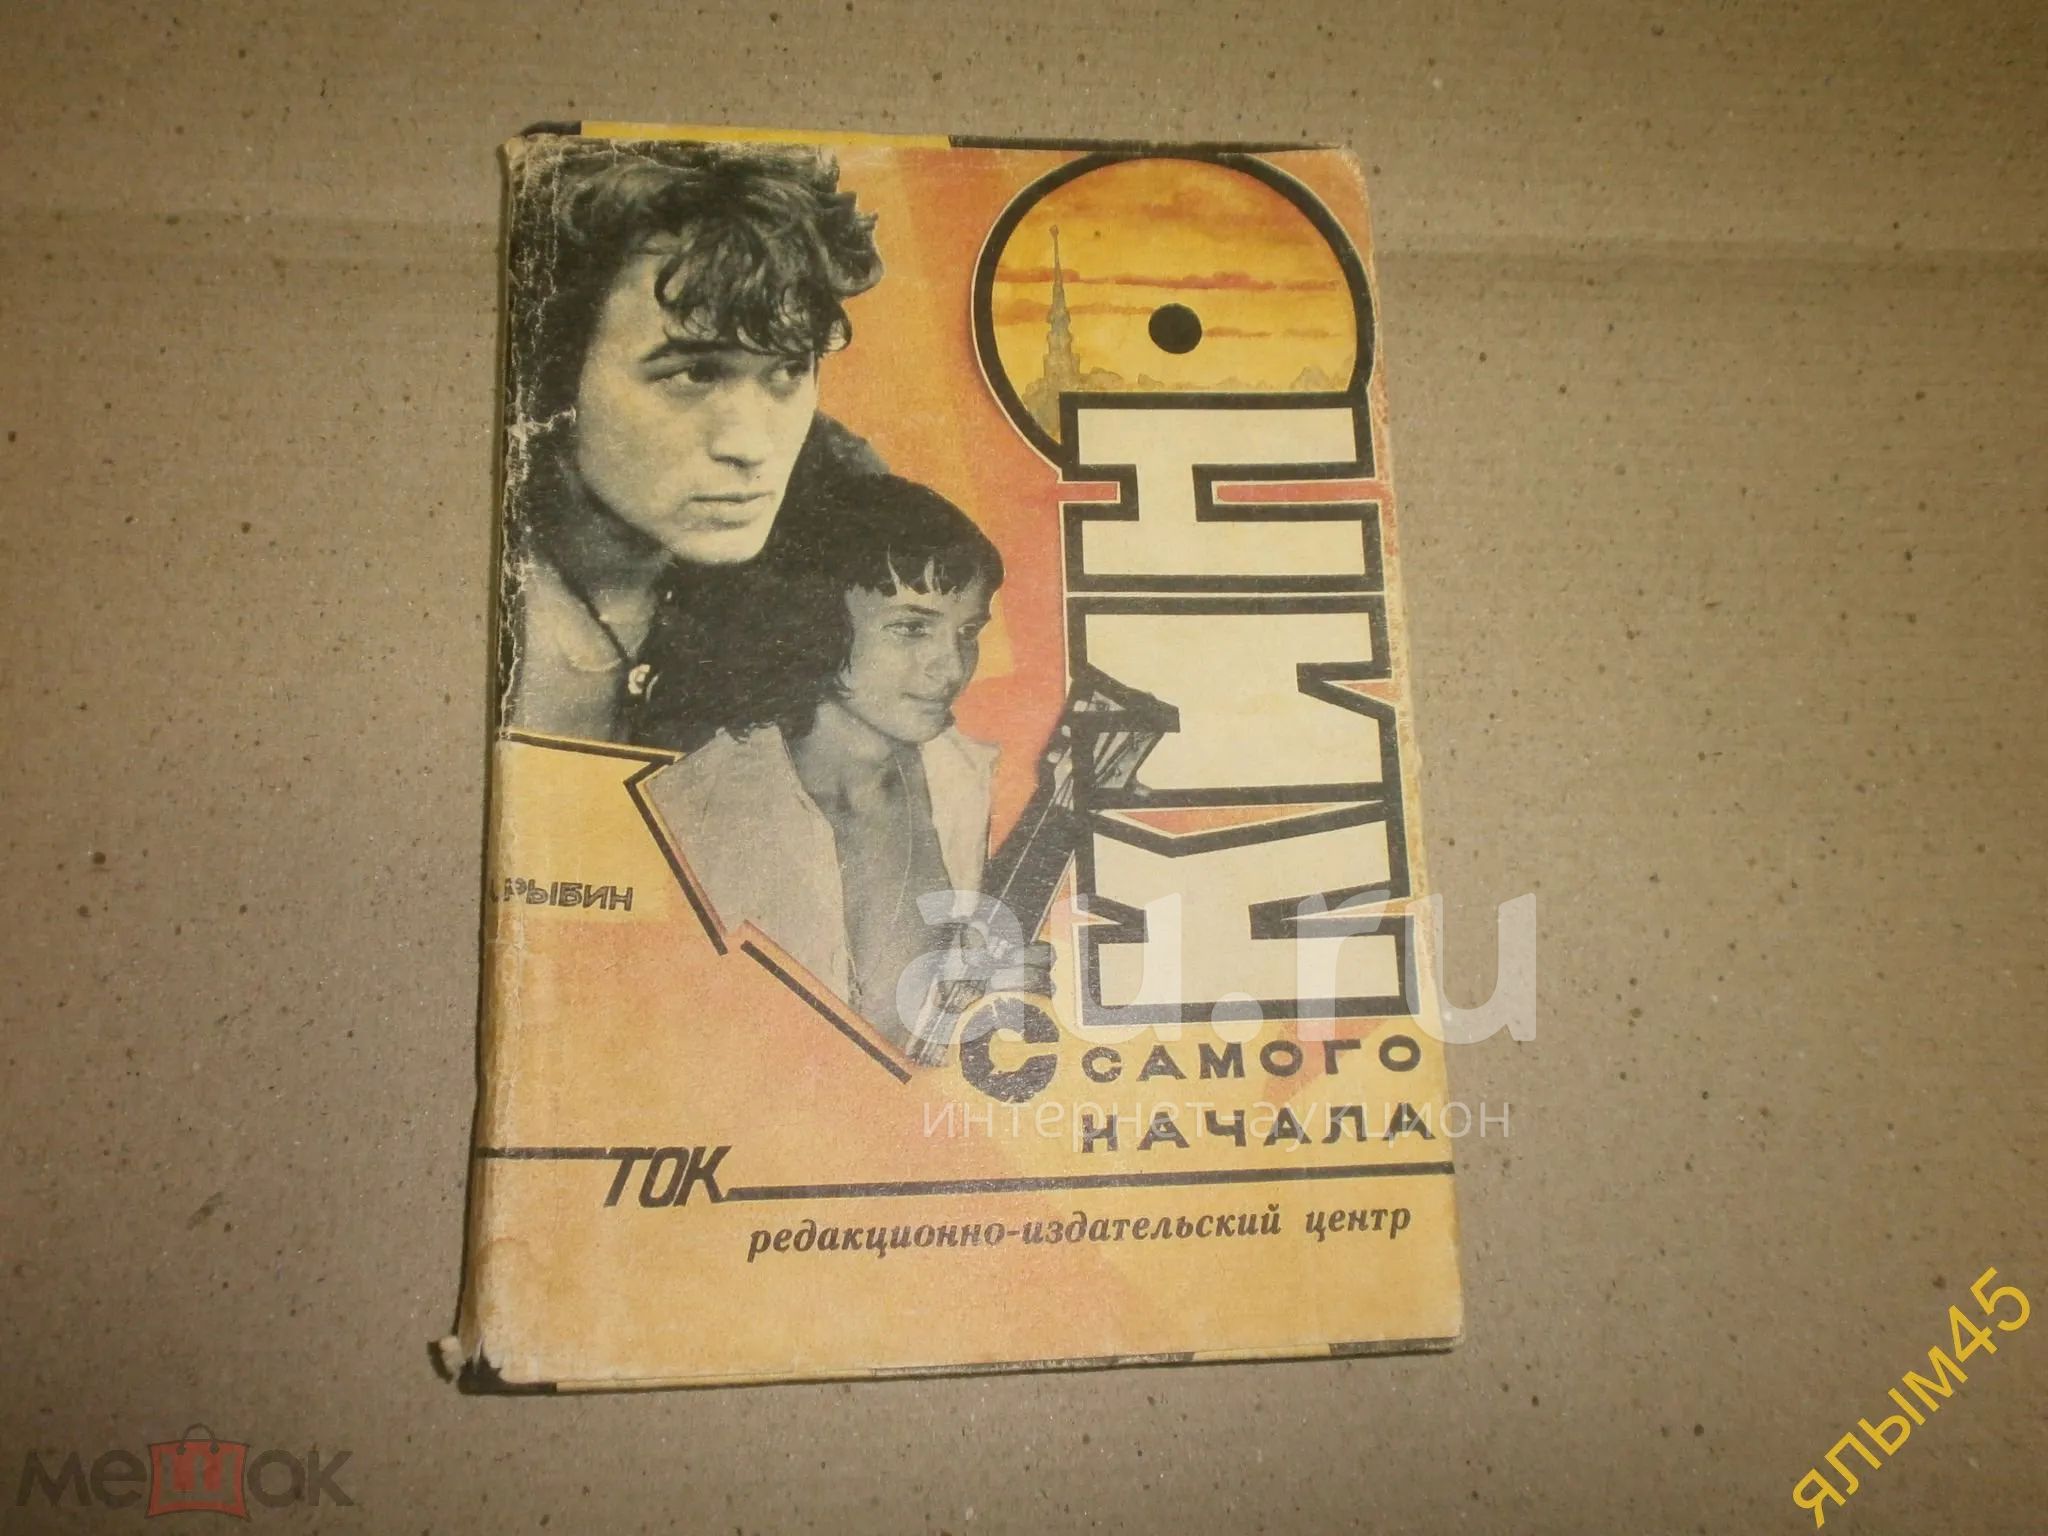 КИНО
РЫБИН
С САМОГО
НАЧАЛА
ТОК
редакционно-издательский центр
au.ru
интернет-аукцион
мешок
ялым45